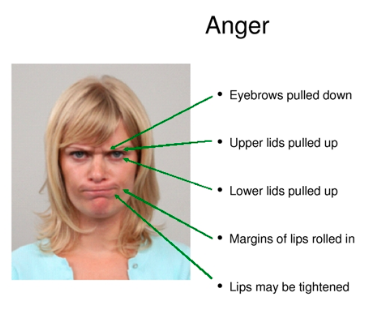 Anger
• Eyebrows pulled down
• Upper lids pulled up
• Lower lids pulled up
• Margins of lips rolled in
• Lips may be tightened